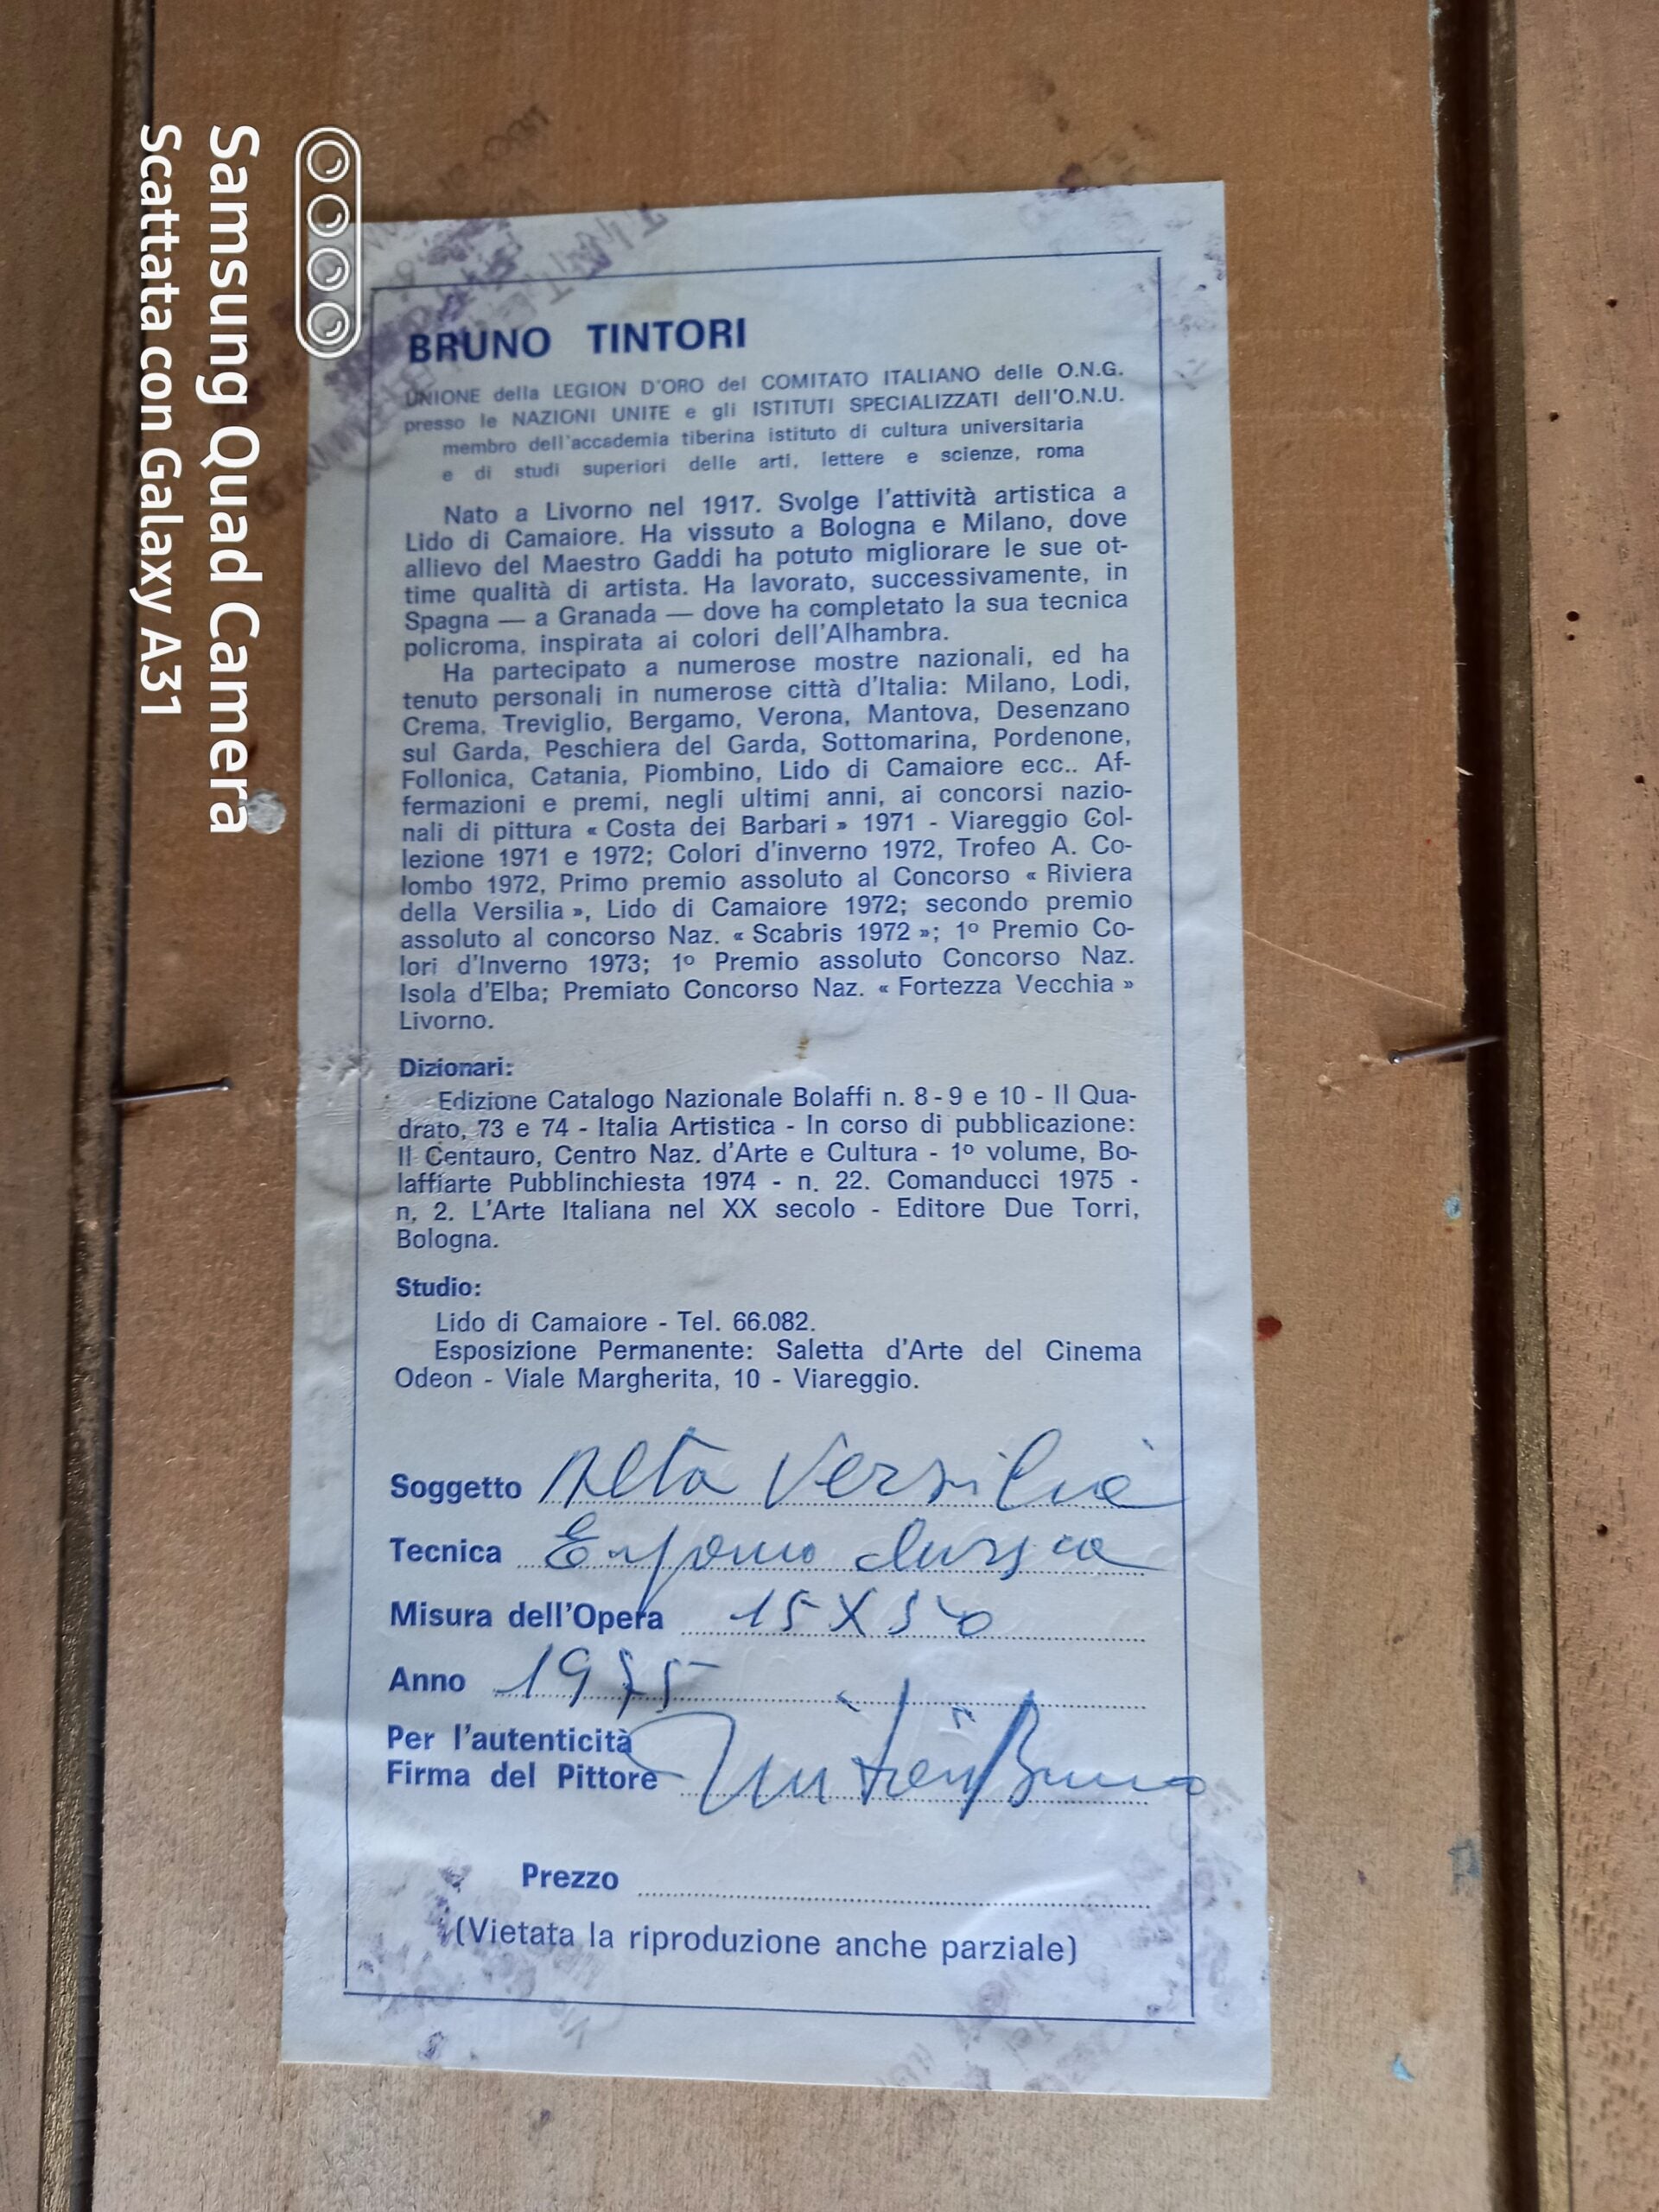 BRUNO TINTORI
UNIONE della LEGION D'ORO del COMITATO ITALIANO delle O.N.G.
presso le NAZIONI UNITE e gli ISTITUTI SPECIALIZZATI dell'O.N.U.
membro dell'accademia tiberina istituto di cultura universitaria
e di studi superiori delle arti, lettere e scienze, roma
Nato a Livorno nel 1917. Svolge l'attività artistica a
Lido di Camaiore. Ha vissuto a Bologna e Milano, dove
allievo del Maestro Gaddi ha potuto migliorare le sue ot-
time qualità di artista. Ha lavorato, successivamente, in
Spagna — a Granada — dove ha completato la sua tecnica
policroma, inspirata ai colori dell'Alhambra.
Ha partecipato a numerose mostre nazionali, ed ha
tenuto personali in numerose città d'Italia: Milano, Lodi,
Crema, Treviglio, Bergamo, Verona, Mantova, Desenzano
sul Garda, Peschiera del Garda, Sottomarina, Pordenone,
Follonica, Catania, Piombino, Lido di Camaiore ecc.. Af-
fermazioni e premi, negli ultimi anni, ai concorsi nazio-
nali di pittura « Costa dei Barbari » 1971 - Viareggio Col-
lezione 1971 e 1972; Colori d'inverno 1972, Trofeo A. Co-
lombo 1972, Primo premio assoluto al Concorso « Riviera
della Versilia », Lido di Camaiore 1972; secondo premio
assoluto al concorso Naz. « Scabris 1972 »; 1º Premio Co-
lori d'Inverno 1973; 1º Premio assoluto Concorso Naz.
Isola d'Elba; Premiato Concorso Naz. « Fortezza Vecchia »
Livorno.
Dizionari:
Edizione Catalogo Nazionale Bolaffi n. 8 - 9 e 10 - Il Qua-
drato, 73 e 74 - Italia Artistica - In corso di pubblicazione:
Il Centauro, Centro Naz. d'Arte e Cultura - 1º volume, Bo-
laffiarte Pubblinchiesta 1974 - n. 22. Comanducci 1975 -
n. 2. L'Arte Italiana nel XX secolo - Editore Due Torri,
Bologna.
Studio:
Lido di Camaiore - Tel. 66.082.
Esposizione Permanente: Saletta d'Arte del Cinema
Odeon - Viale Margherita, 10 - Viareggio.
Soggetto Alta Versilia
Tecnica
Misura dell'Opera 15 X 50
Anno 1975
Per l'autenticità
Firma del Pittore Tintori Bruno
Prezzo
(Vietata la riproduzione anche parziale)
Samsung Quad Camera
Scattata con Galaxy A31